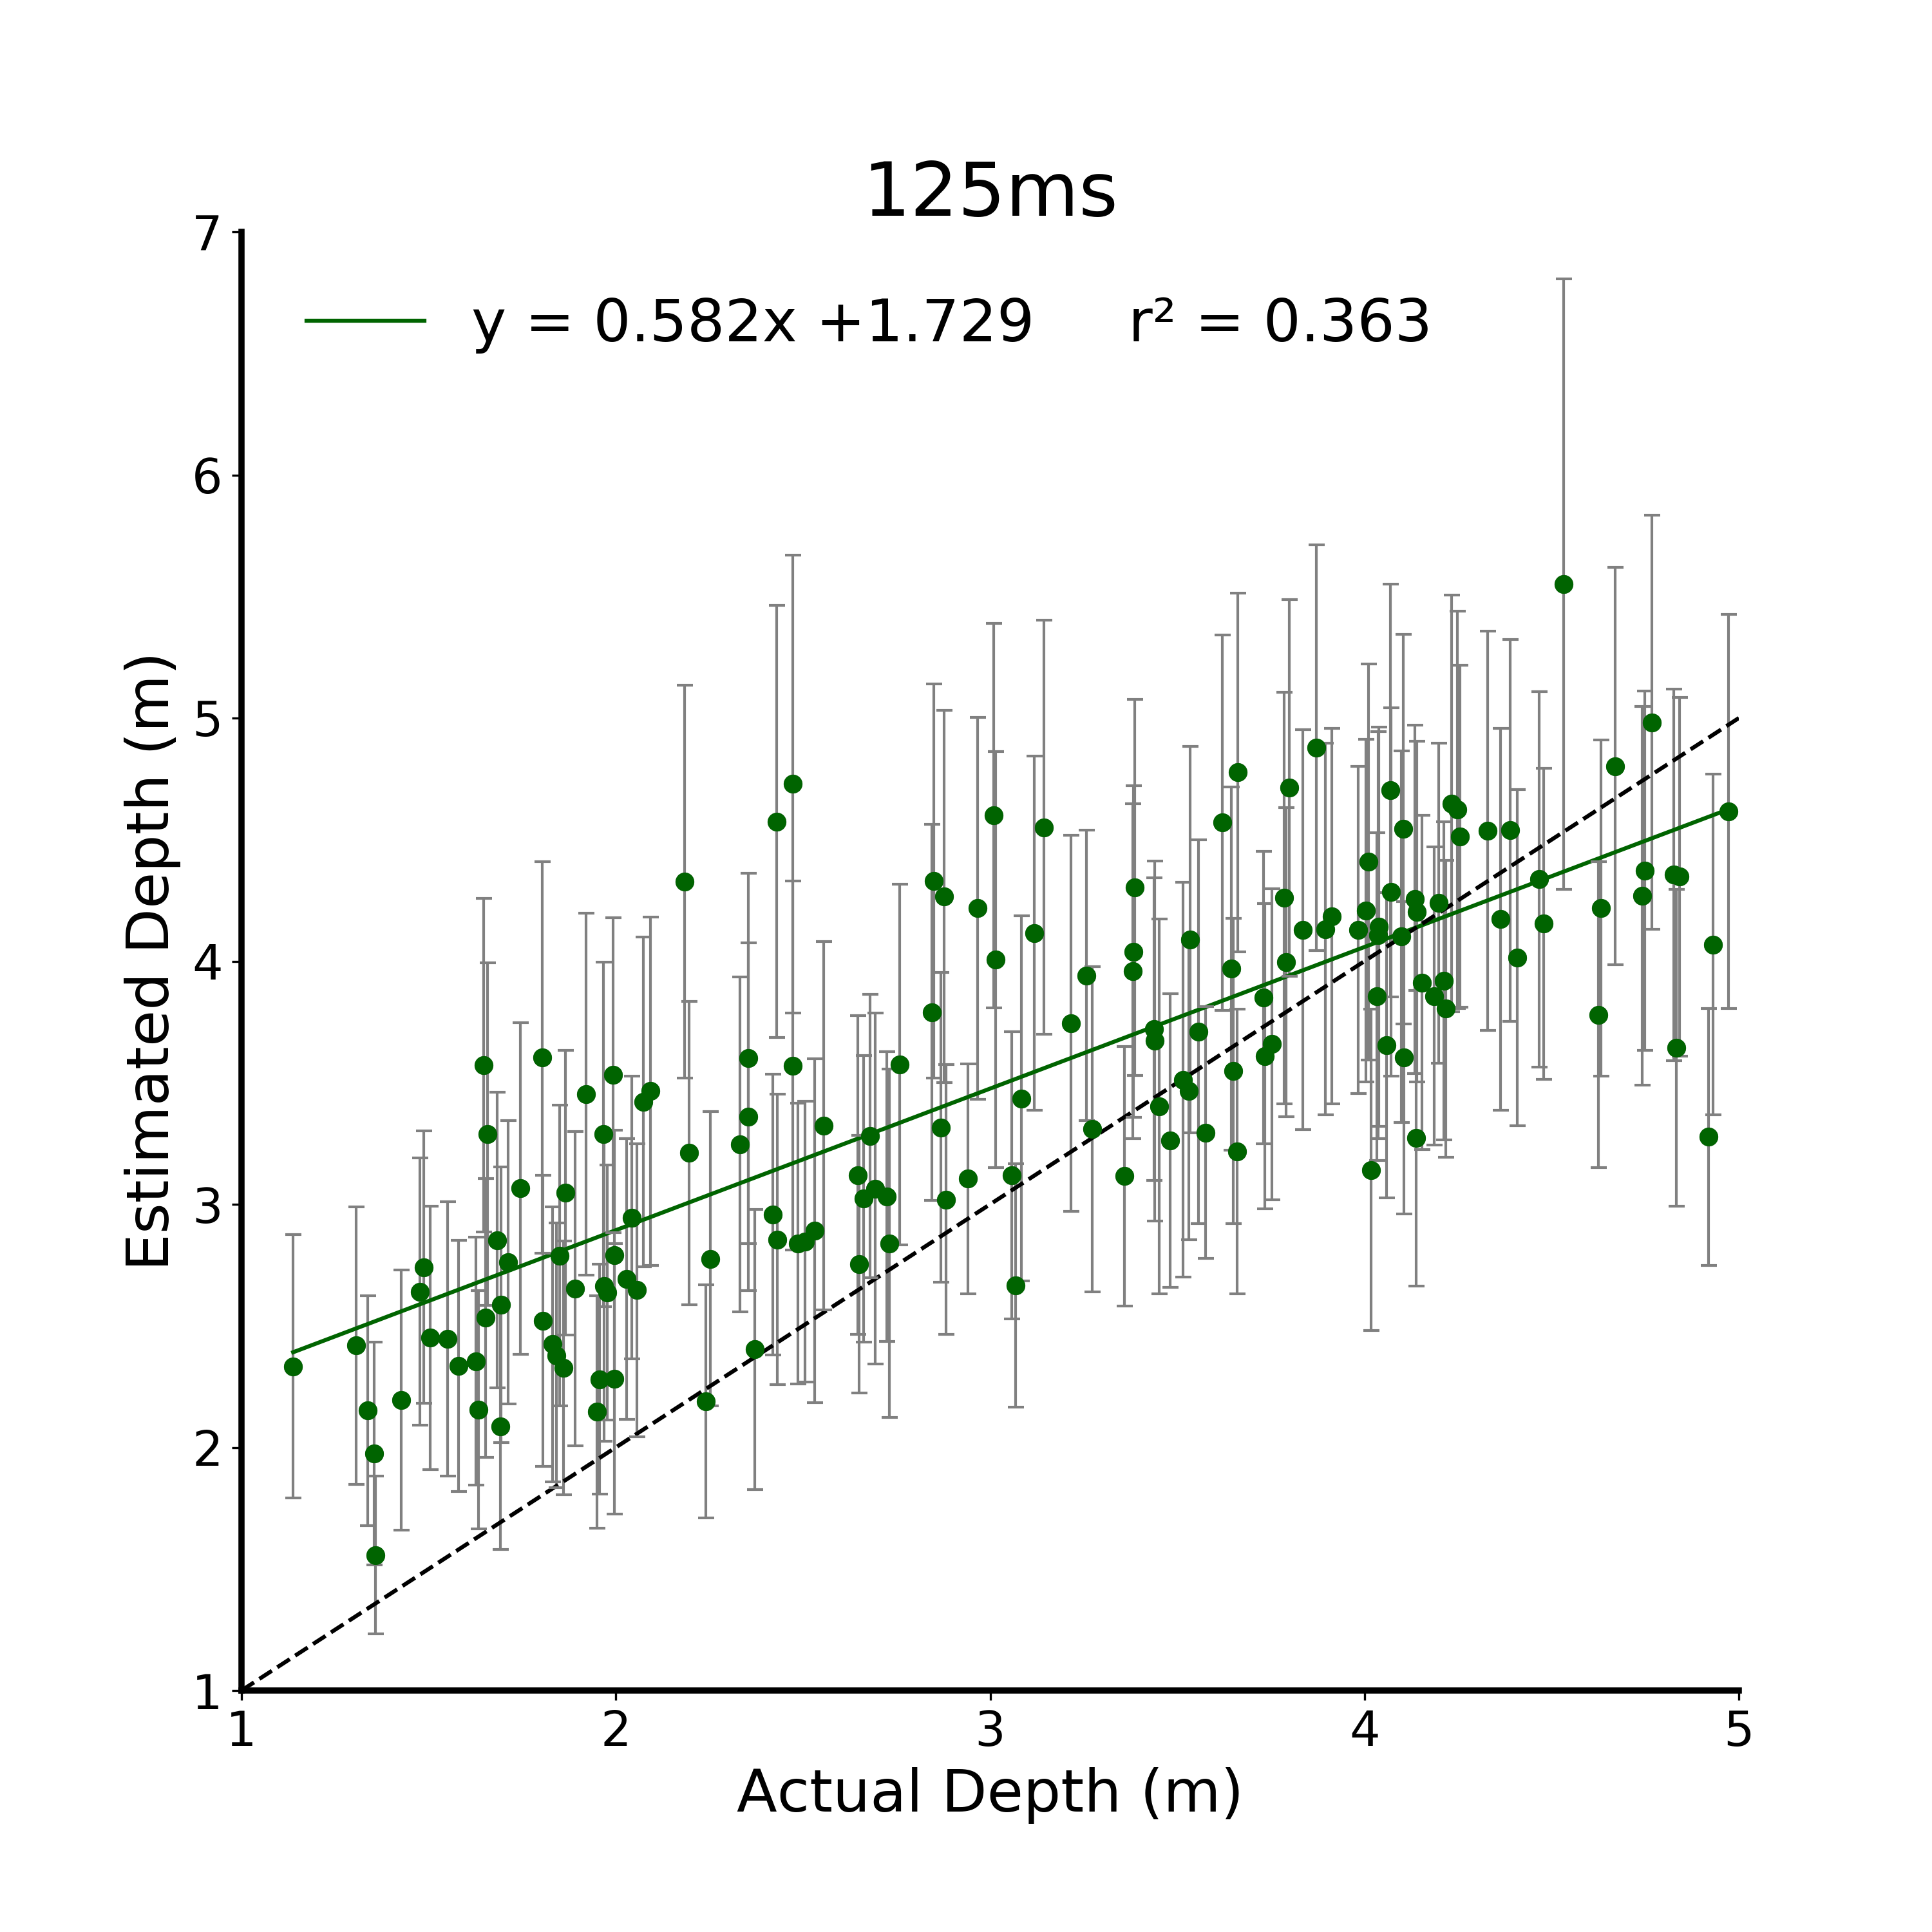 125ms
y = 0.582x +1.729 r² = 0.363
7
6
5
4
3
2
1
Estimated Depth (m)
1 2 3 4 5
Actual Depth (m)